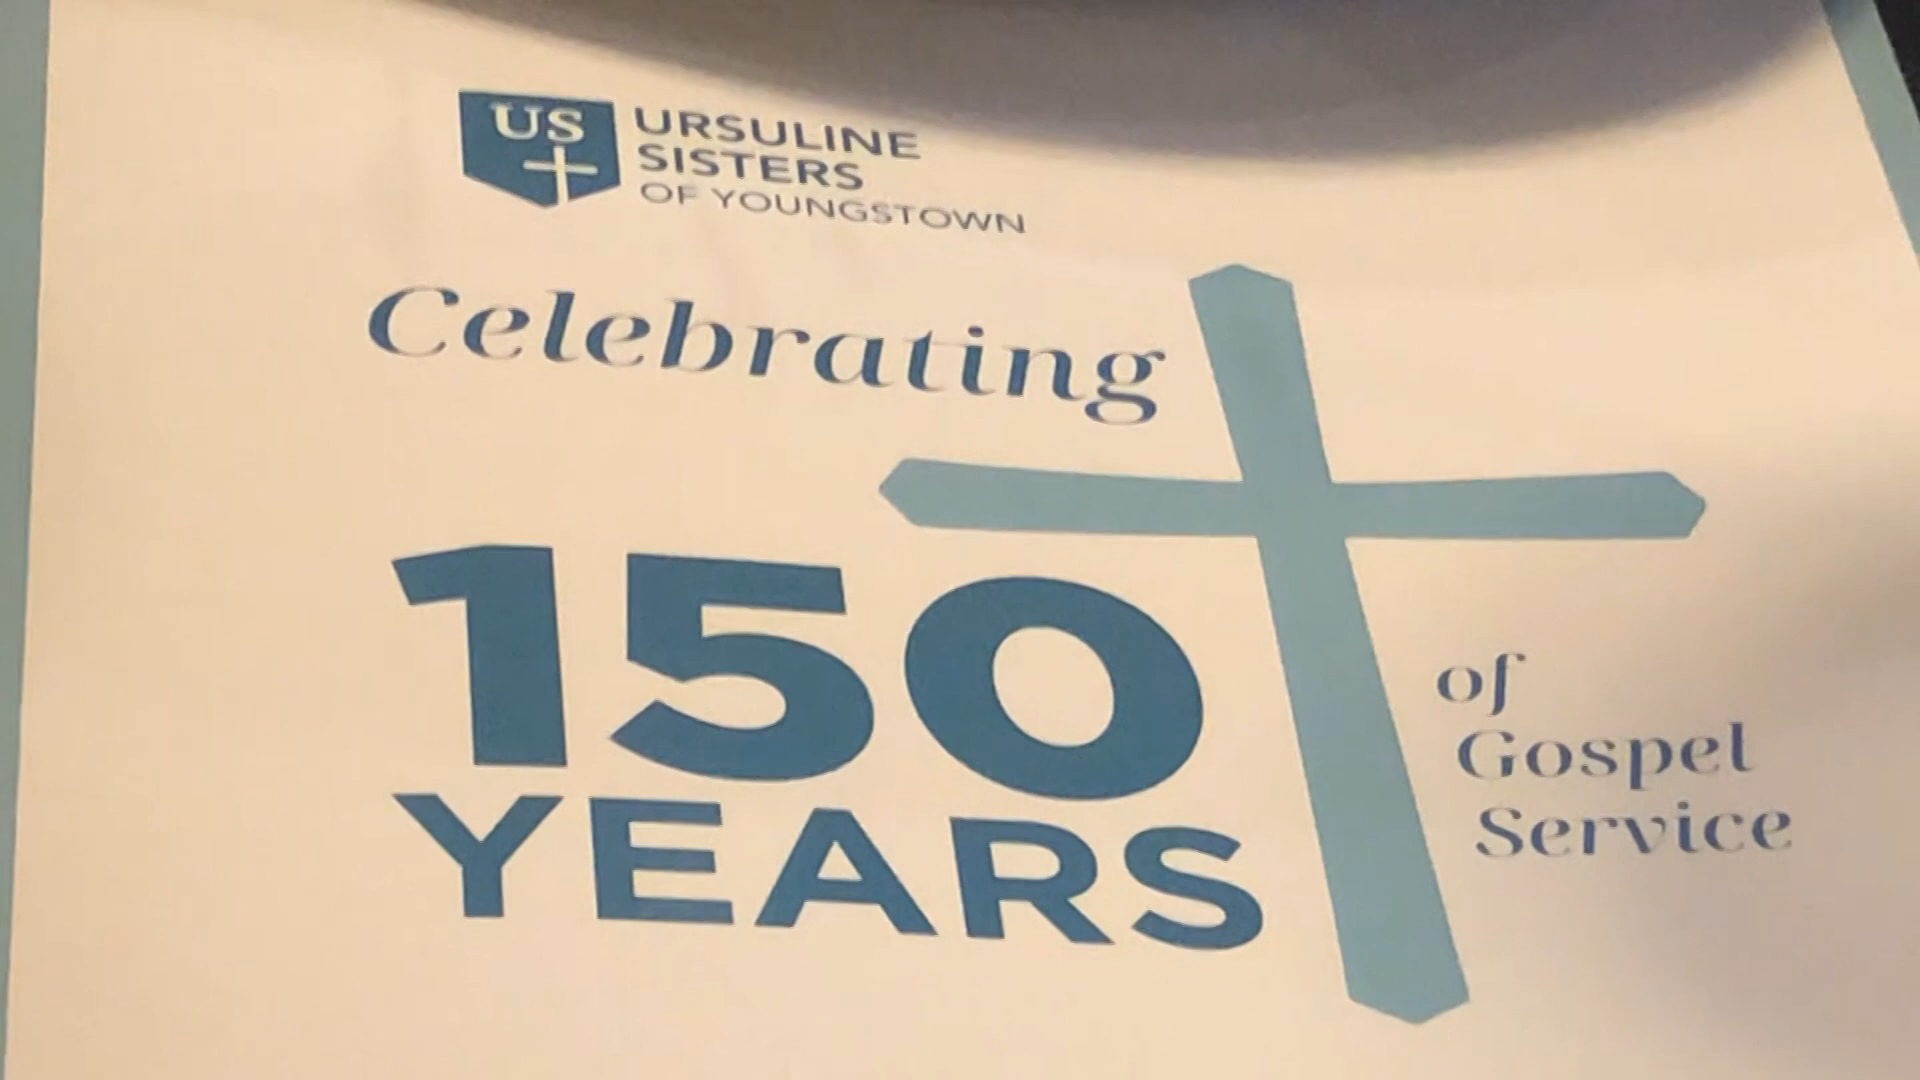 US
URSULINE
SISTERS
OF YOUNGSTOWN
Celebrating
150
YEARS
of
Gospel
Service